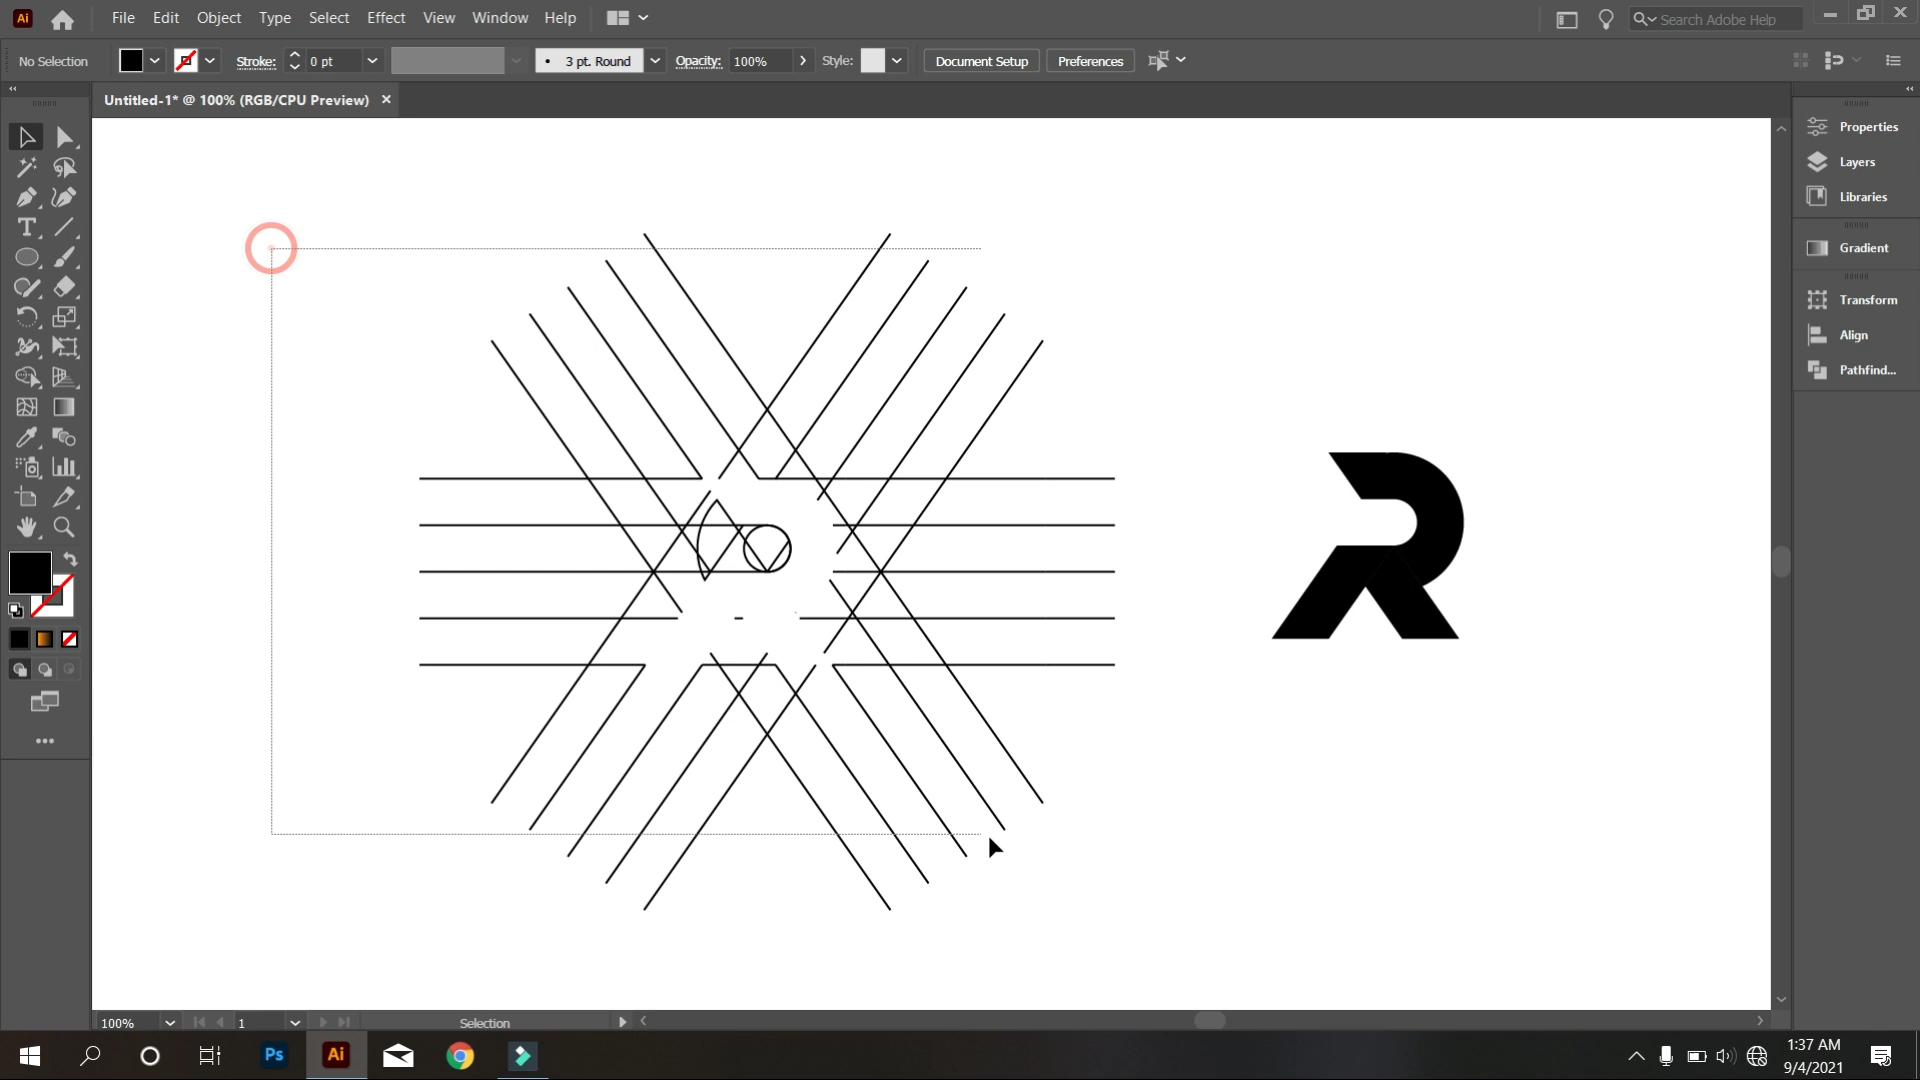 Ai File Edit Object Type Select Effect View Window Help Search Adobe Help
No Selection Stroke: 0 pt 3 pt. Round Opacity: 100% Style: Document Setup Preferences
Untitled-1* @ 100% (RGB/CPU Preview)
Properties
Layers
Libraries
Gradient
Transform
Align
Pathfind...
R
100% 1 Selection
Ps Ai
1:37 AM
9/4/2021